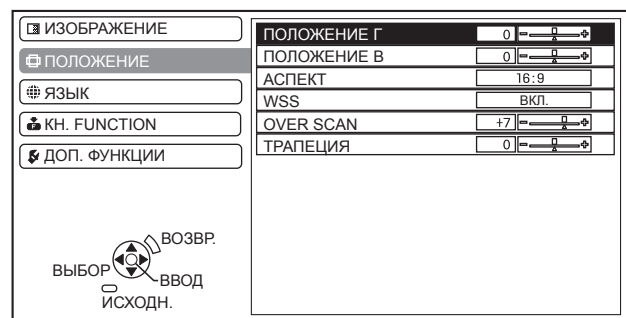 ИЗОБРАЖЕНИЕ
ПОЛОЖЕНИЕ
ЯЗЫК
КН. FUNCTION
ДОП. ФУНКЦИИ
ПОЛОЖЕНИЕ Г 0
ПОЛОЖЕНИЕ В 0
АСПЕКТ 16:9
WSS ВКЛ.
OVER SCAN +7
ТРАПЕЦИЯ 0
ВОЗВР.
ВЫБОР
ВВОД
ИСХОДН.